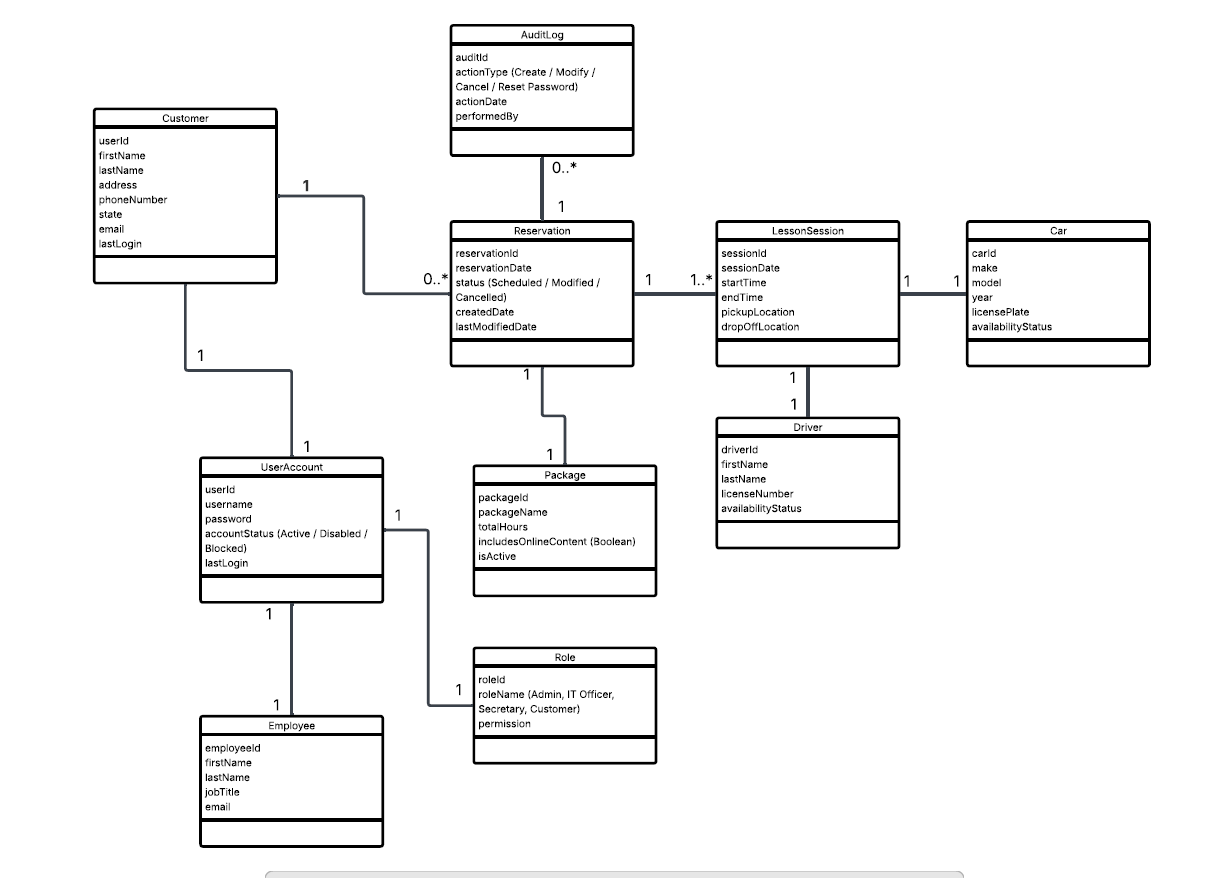 AuditLog
auditId
actionType (Create / Modify /
Cancel / Reset Password)
actionDate
performedBy
0..*
1
Customer
userId
firstName
lastName
address
phoneNumber
state
email
lastLogin
1
0..*
1
Reservation
reservationId
reservationDate
status (Scheduled / Modified /
Cancelled)
createdDate
lastModifiedDate
1
1..*
1
LessonSession
sessionId
sessionDate
startTime
endTime
pickupLocation
dropOffLocation
1
1
1
1
Car
carId
make
model
year
licensePlate
availabilityStatus
Driver
driverId
firstName
lastName
licenseNumber
availabilityStatus
1
Package
packageId
packageName
totalHours
includesOnlineContent (Boolean)
isActive
1
UserAccount
userId
username
password
accountStatus (Active / Disabled /
Blocked)
lastLogin
1
1
1
1
Role
roleId
roleName (Admin, IT Officer,
Secretary, Customer)
permission
Employee
employeeId
firstName
lastName
jobTitle
email